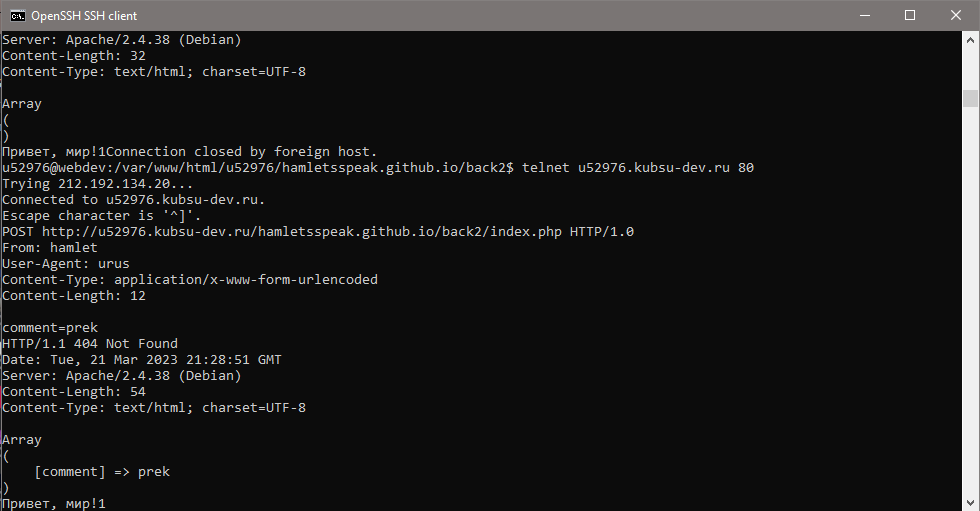 OpenSSH SSH client
Server: Apache/2.4.38 (Debian)
Content-Length: 32
Content-Type: text/html; charset=UTF-8
Array
(
)
Привет, мир!1Connection closed by foreign host.
u52976@webdev:/var/www/html/u52976/hamletsspeak.github.io/back2$ telnet u52976.kubsu-dev.ru 80
Trying 212.192.134.20...
Connected to u52976.kubsu-dev.ru.
Escape character is '^]'.
POST http://u52976.kubsu-dev.ru/hamletsspeak.github.io/back2/index.php HTTP/1.0
From: hamlet
User-Agent: urus
Content-Type: application/x-www-form-urlencoded
Content-Length: 12
comment=prek
HTTP/1.1 404 Not Found
Date: Tue, 21 Mar 2023 21:28:51 GMT
Server: Apache/2.4.38 (Debian)
Content-Length: 54
Content-Type: text/html; charset=UTF-8
Array
(
    [comment] => prek
)
Привет, мир!1